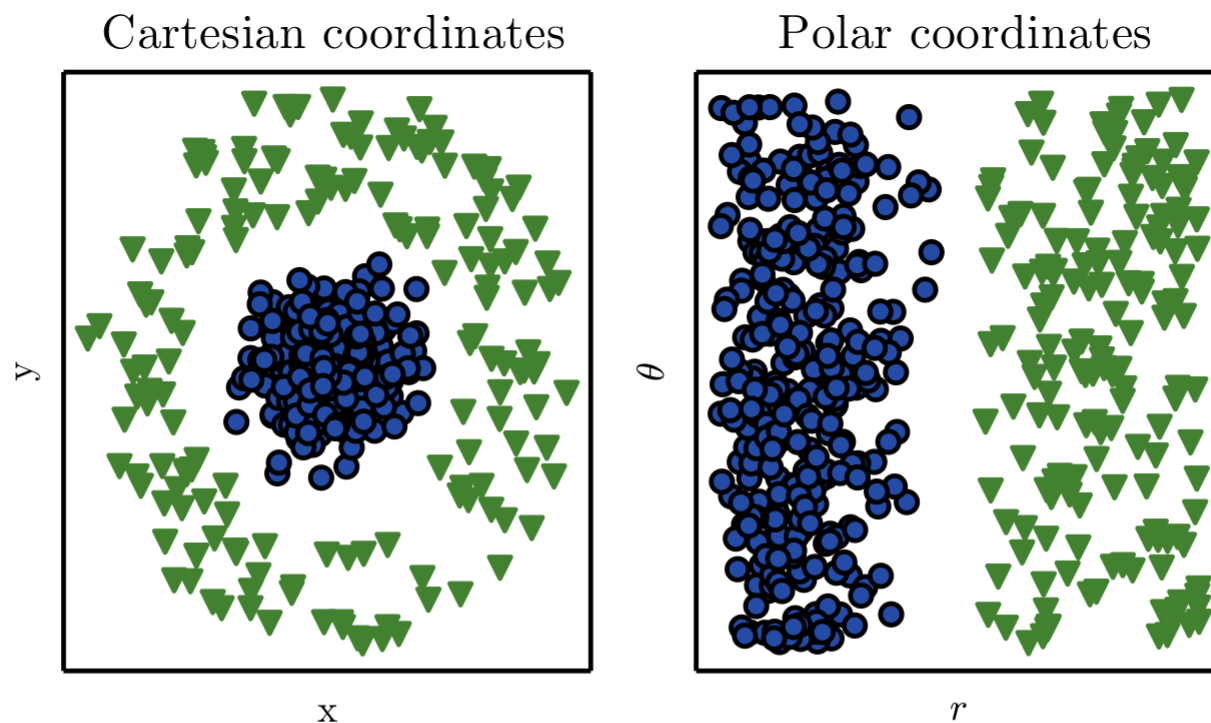 Cartesian coordinates
Polar coordinates
y
θ
x
r